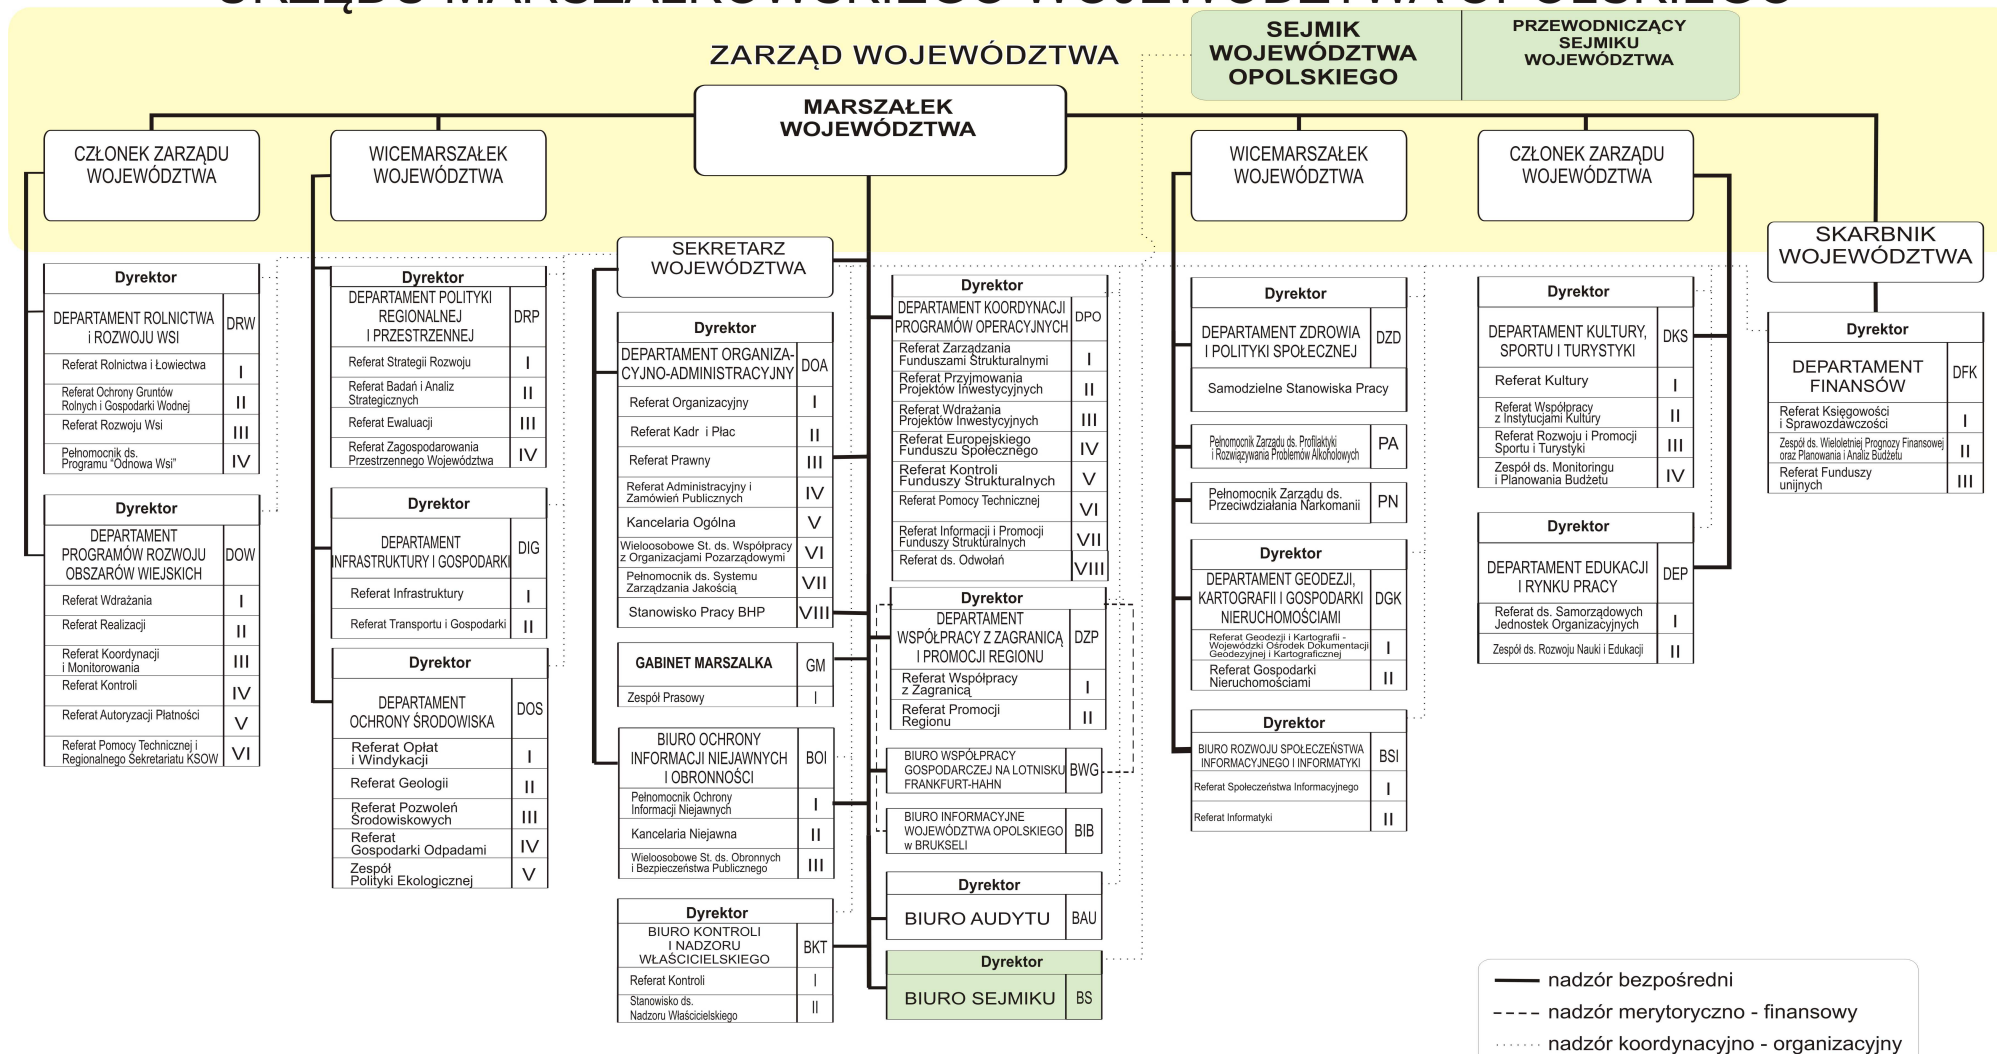 URZĘDU MARSZAŁKOWSKIEGO WOJEWÓDZTWA OPOLSKIEGO
ZARZĄD WOJEWÓDZTWA
SEJMIK
WOJEWÓDZTWA
OPOLSKIEGO
PRZEWODNICZĄCY
SEJMIKU
WOJEWÓDZTWA
MARSZAŁEK
WOJEWÓDZTWA
CZŁONEK ZARZĄDU
WOJEWÓDZTWA
WICEMARSZAŁEK
WOJEWÓDZTWA
WICEMARSZAŁEK
WOJEWÓDZTWA
CZŁONEK ZARZĄDU
WOJEWÓDZTWA
SEKRETARZ
WOJEWÓDZTWA
SKARBNIK
WOJEWÓDZTWA
Dyrektor
DEPARTAMENT ROLNICTWA
i ROZWOJU WSI
DRW
Referat Rolnictwa i Łowiectwa
I
Referat Ochrony Gruntów
Rolnych i Gospodarki Wodnej
II
Referat Rozwoju Wsi
III
Pełnomocnik ds.
Programu "Odnowa Wsi"
IV
Dyrektor
DEPARTAMENT
PROGRAMÓW ROZWOJU
OBSZARÓW WIEJSKICH
DOW
Referat Wdrażania
I
Referat Realizacji
II
Referat Koordynacji
i Monitorowania
III
Referat Kontroli
IV
Referat Autoryzacji Płatności
V
Referat Pomocy Technicznej i
Regionalnego Sekretariatu KSOW
VI
Dyrektor
DEPARTAMENT POLITYKI
REGIONALNEJ
I PRZESTRZENNEJ
DRP
Referat Strategii Rozwoju
I
Referat Badań i Analiz
Strategicznych
II
Referat Ewaluacji
III
Referat Zagospodarowania
Przestrzennego Województwa
IV
Dyrektor
DEPARTAMENT
INFRASTRUKTURY I GOSPODARKI
DIG
Referat Infrastruktury
I
Referat Transportu i Gospodarki
II
Dyrektor
DEPARTAMENT
OCHRONY ŚRODOWISKA
DOS
Referat Opłat
i Windykacji
I
Referat Geologii
II
Referat Pozwoleń
Środowiskowych
III
Referat
Gospodarki Odpadami
IV
Zespół
Polityki Ekologicznej
V
Dyrektor
DEPARTAMENT ORGANIZA-
CYJNO-ADMINISTRACYJNY
DOA
Referat Organizacyjny
I
Referat Kadr i Płac
II
Referat Prawny
III
Referat Administracyjny i
Zamówień Publicznych
IV
Kancelaria Ogólna
V
Wieloosobowe St. ds. Współpracy
z Organizacjami Pozarządowymi
VI
Pełnomocnik ds. Systemu
Zarządzania Jakością
VII
Stanowisko Pracy BHP
VIII
GABINET MARSZALKA
GM
Zespół Prasowy
I
BIURO OCHRONY
INFORMACJI NIEJAWNYCH
I OBRONNOŚCI
BOI
Pełnomocnik Ochrony
Informacji Niejawnych
I
Kancelaria Niejawna
II
Wieloosobowe St. ds. Obronnych
i Bezpieczeństwa Publicznego
III
Dyrektor
BIURO KONTROLI
I NADZORU
WŁAŚCICIELSKIEGO
BKT
Referat Kontroli
I
Stanowisko ds.
Nadzoru Właścicielskiego
II
Dyrektor
DEPARTAMENT KOORDYNACJI
PROGRAMÓW OPERACYJNYCH
DPO
Referat Zarządzania
Funduszami Strukturalnymi
I
Referat Przyjmowania
Projektów Inwestycyjnych
II
Referat Wdrażania
Projektów Inwestycyjnych
III
Referat Europejskiego
Funduszu Społecznego
IV
Referat Kontroli
Funduszy Strukturalnych
V
Referat Pomocy Technicznej
VI
Referat Informacji i Promocji
Funduszy Strukturalnych
VII
Referat ds. Odwołań
VIII
Dyrektor
DEPARTAMENT
WSPÓŁPRACY Z ZAGRANICĄ
I PROMOCJI REGIONU
DZP
Referat Współpracy
z Zagranicą
I
Referat Promocji
Regionu
II
BIURO WSPÓŁPRACY
GOSPODARCZEJ NA LOTNISKU
FRANKFURT-HAHN
BWG
BIURO INFORMACYJNE
WOJEWÓDZTWA OPOLSKIEGO
w BRUKSELI
BIB
Dyrektor
BIURO AUDYTU
BAU
Dyrektor
BIURO SEJMIKU
BS
Dyrektor
DEPARTAMENT ZDROWIA
I POLITYKI SPOŁECZNEJ
DZD
Samodzielne Stanowiska Pracy
Pełnomocnik Zarządu ds. Profilaktyki
i Rozwiązywania Problemów Alkoholowych
PA
Pełnomocnik Zarządu ds.
Przeciwdziałania Narkomanii
PN
Dyrektor
DEPARTAMENT GEODEZJI,
KARTOGRAFII I GOSPODARKI
NIERUCHOMOŚCIAMI
DGK
Referat Geodezji i Kartografii -
Wojewódzki Ośrodek Dokumentacji
Geodezyjnej i Kartograficznej
I
Referat Gospodarki
Nieruchomościami
II
Dyrektor
BIURO ROZWOJU SPOŁECZEŃSTWA
INFORMACYJNEGO I INFORMATYKI
BSI
Referat Społeczeństwa Informacyjnego
I
Referat Informatyki
II
Dyrektor
DEPARTAMENT KULTURY,
SPORTU I TURYSTYKI
DKS
Referat Kultury
I
Referat Współpracy
z Instytucjami Kultury
II
Referat Rozwoju i Promocji
Sportu i Turystyki
III
Zespół ds. Monitoringu
i Planowania Budżetu
IV
Dyrektor
DEPARTAMENT EDUKACJI
I RYNKU PRACY
DEP
Referat ds. Samorządowych
Jednostek Organizacyjnych
I
Zespół ds. Rozwoju Nauki i Edukacji
II
Dyrektor
DEPARTAMENT
FINANSÓW
DFK
Referat Księgowości
i Sprawozdawczości
I
Zespół ds. Wieloletniej Prognozy Finansowej
oraz Planowania i Analiz Budżetu
II
Referat Funduszy
unijnych
III
nadzór bezpośredni
nadzór merytoryczno - finansowy
nadzór koordynacyjno - organizacyjny